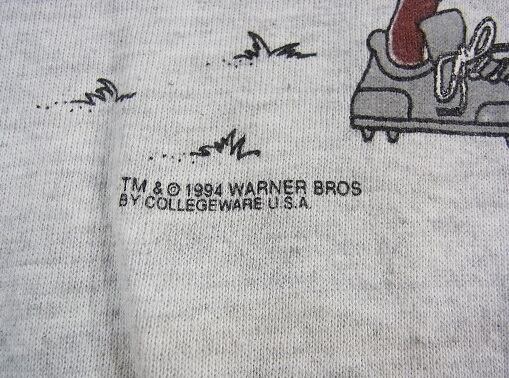 TM & © 1994 WARNER BROS
BY COLLEGEWARE U.S.A.